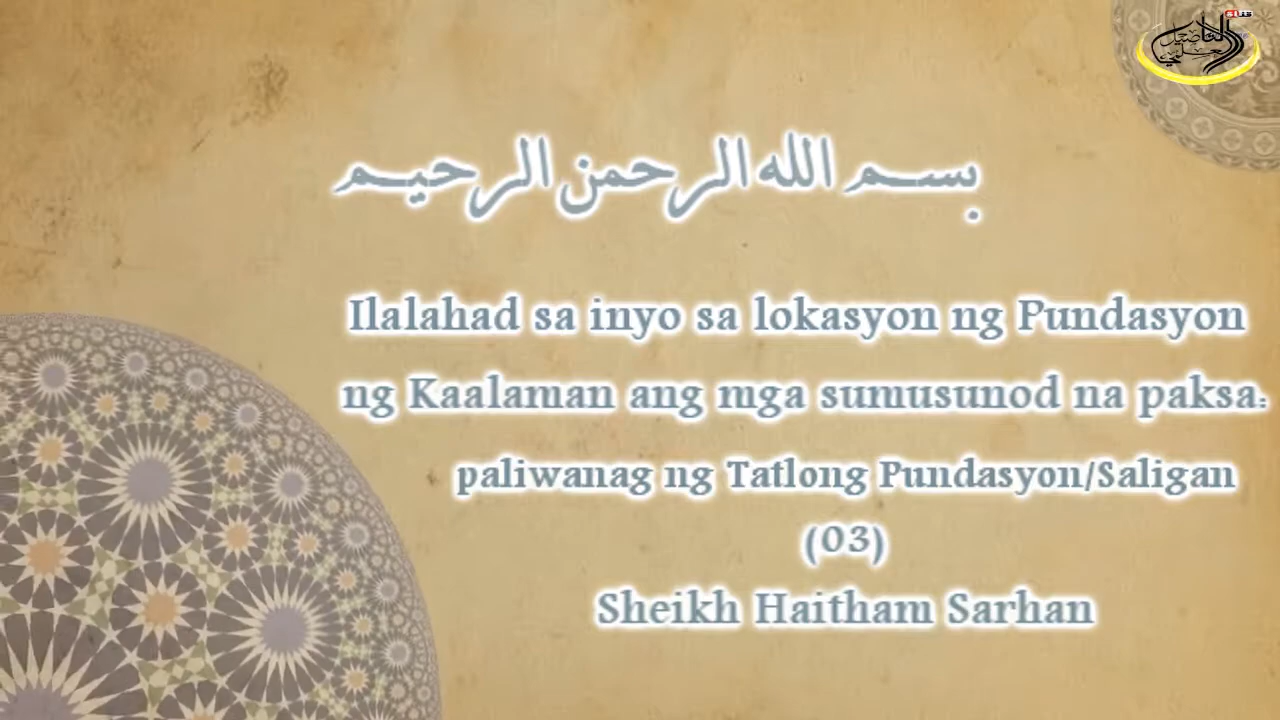 بسم الله الرحمن الرحيم
Ilalahad sa inyo sa lokasyon ng Pundasyon
ng Kaalaman ang mga sumusunod na paksa:
paliwanag ng Tatlong Pundasyon/Saligan
(03)
Sheikh Haitham Sarhan